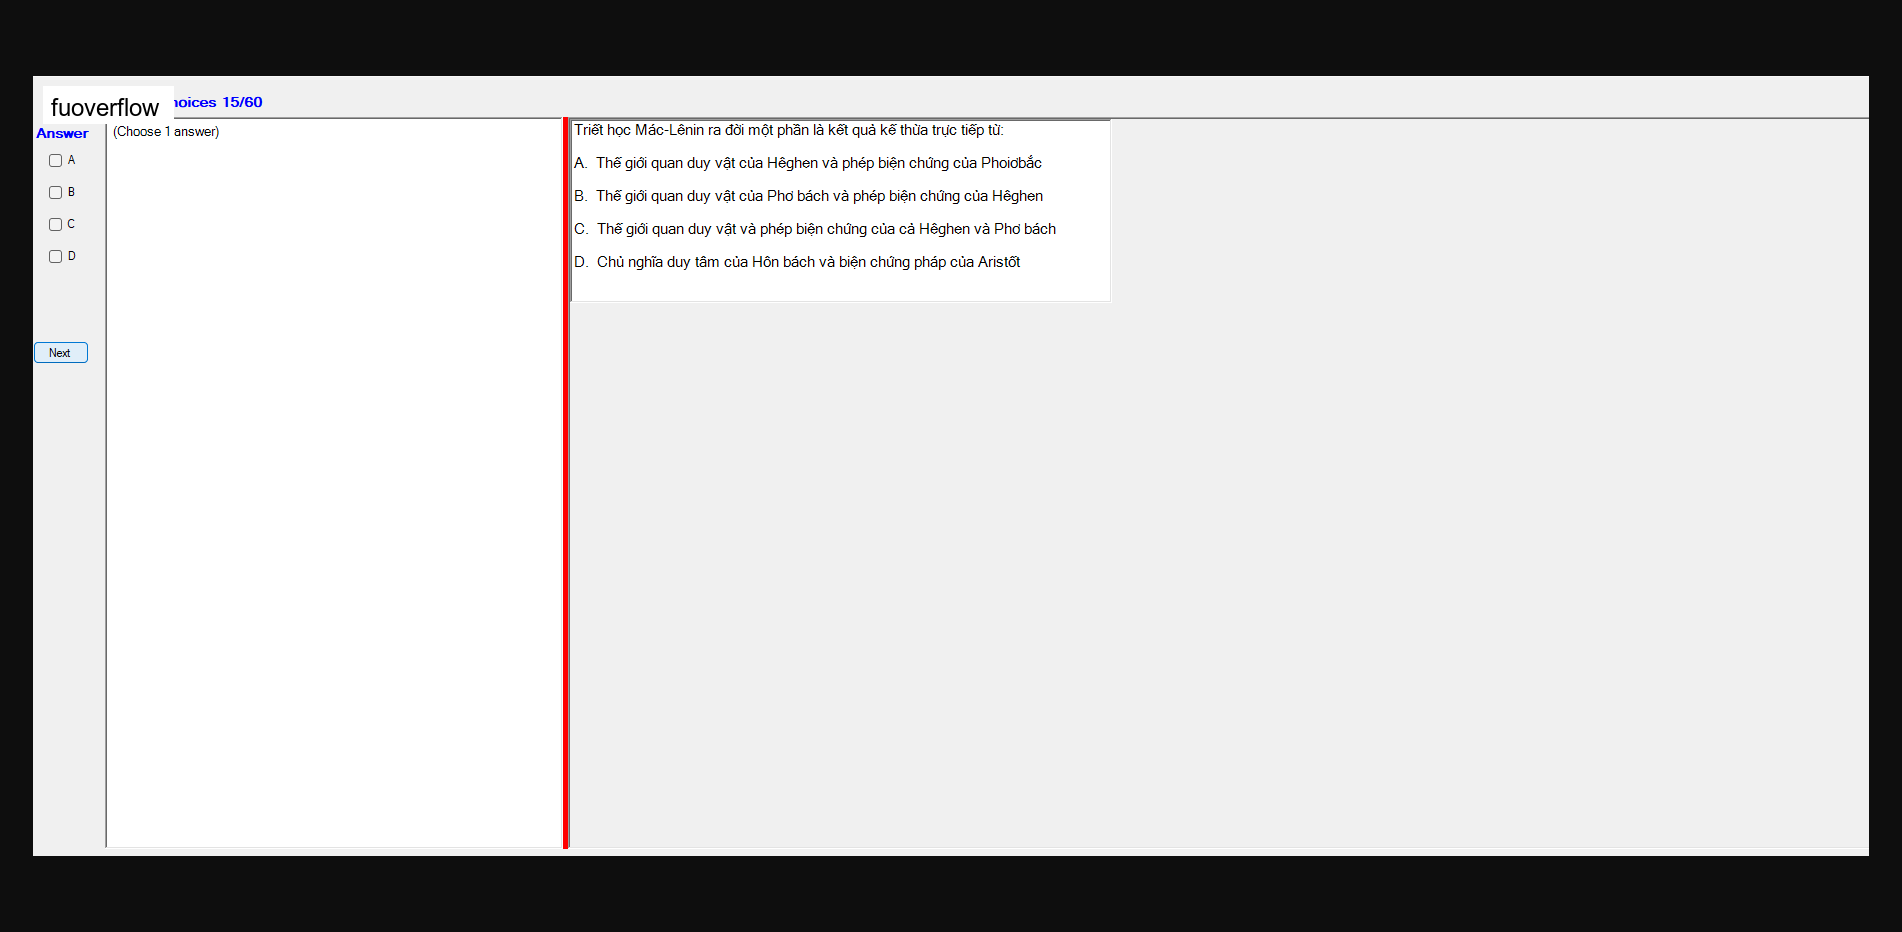 fuoverflow
hoices 15/60
Answer
(Choose 1 answer)
A
B
C
D
Next
Triết học Mác-Lênin ra đời một phần là kết quả kế thừa trực tiếp từ:
A. Thế giới quan duy vật của Hêghen và phép biện chứng của Phoiơbắc
B. Thế giới quan duy vật của Phơ bách và phép biện chứng của Hêghen
C. Thế giới quan duy vật và phép biện chứng của cả Hêghen và Phơ bách
D. Chủ nghĩa duy tâm của Hôn bách và biện chứng pháp của Aristốt